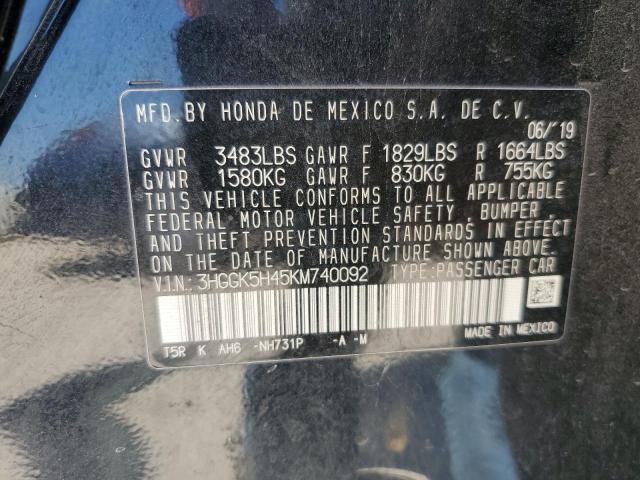 MFD. BY HONDA DE MEXICO S.A. DE C.V.
06/'19
GVWR 3483LBS GAWR F 1829LBS R 1664LBS
GVWR 1580KG GAWR F 830KG R 755KG
THIS VEHICLE CONFORMS TO ALL APPLICABLE
FEDERAL MOTOR VEHICLE SAFETY, BUMPER,
AND THEFT PREVENTION STANDARDS IN EFFECT
ON THE DATE OF MANUFACTURE SHOWN ABOVE.
V.I.N: 3HGGK5H45KM740092 TYPE: PASSENGER CAR
T5R K AH6 -NH731P -A -M MADE IN MEXICO